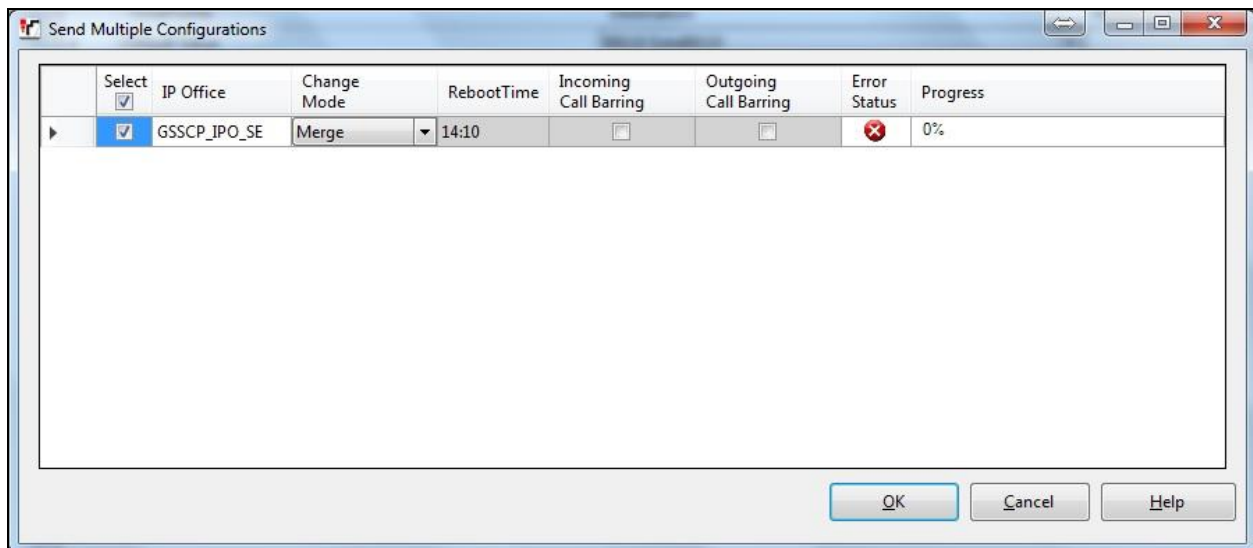 Send Multiple Configurations
Select IP Office Change Mode RebootTime Incoming Call Barring Outgoing Call Barring Error Status Progress
GSSCP_IPO_SE Merge 14:10 0%
OK Cancel Help